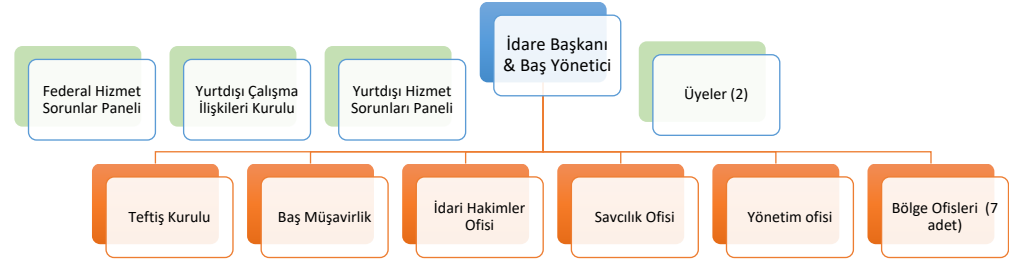 İdare Başkanı
& Baş Yönetici
Federal Hizmet
Sorunlar Paneli
Yurtdışı Çalışma
İlişkileri Kurulu
Yurtdışı Hizmet
Sorunları Paneli
Üyeler (2)
Teftiş Kurulu
Baş Müşavirlik
İdari Hakimler
Ofisi
Savcılık Ofisi
Yönetim ofisi
Bölge Ofisleri (7
adet)